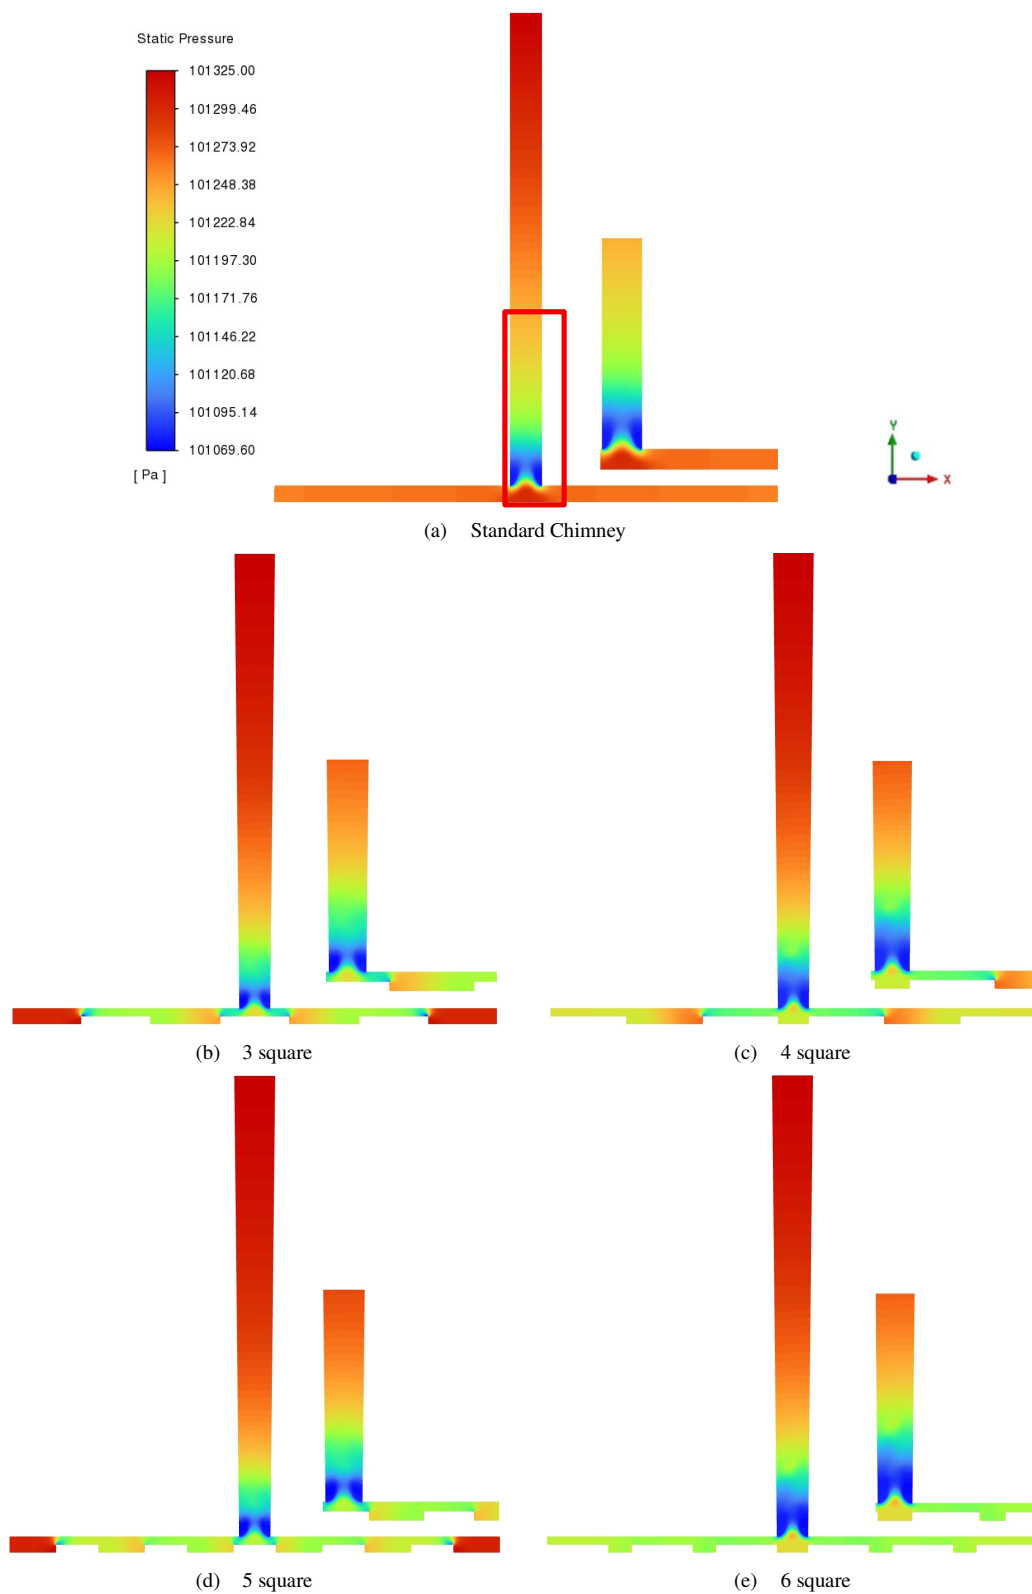 Static Pressure
101325.00
101299.46
101273.92
101248.38
101222.84
101197.30
101171.76
101146.22
101120.68
101095.14
101069.60
[ Pa ]
Y
X
(a) Standard Chimney
(b) 3 square
(c) 4 square
(d) 5 square
(e) 6 square